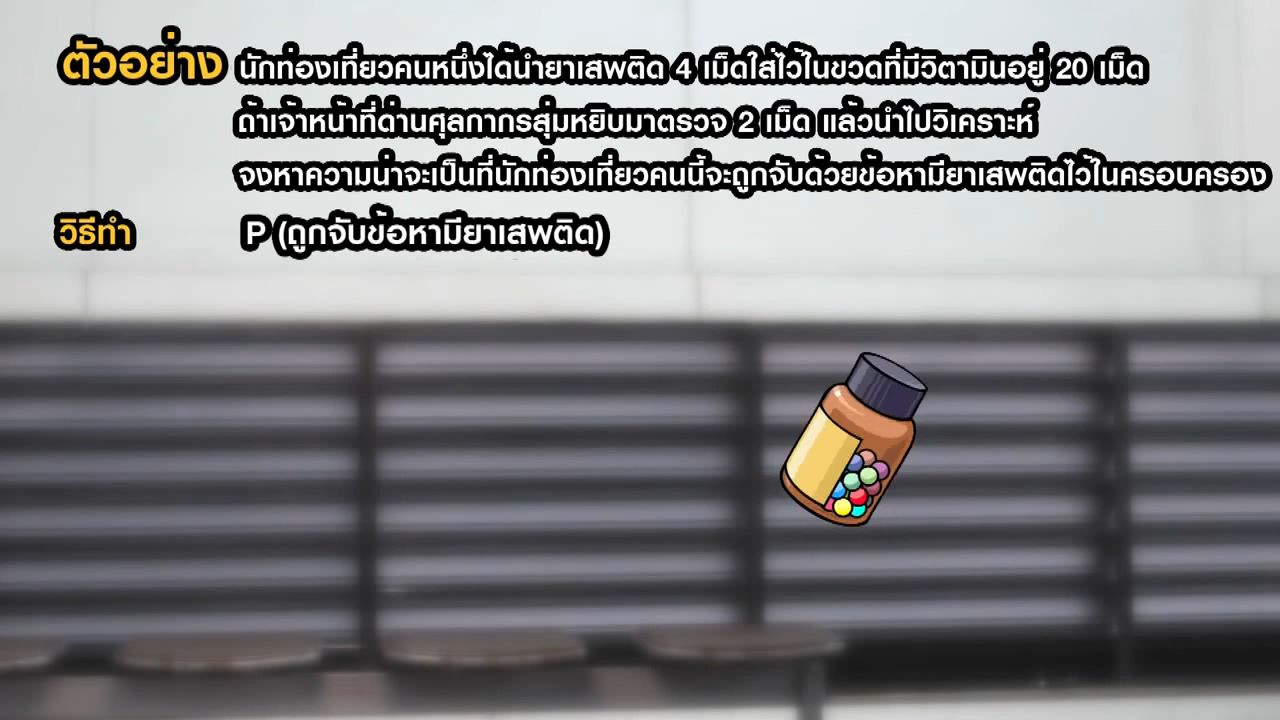 ตัวอย่าง นักท่องเที่ยวคนหนึ่งได้นำยาเสพติด 4 เม็ดใส่ไว้ในขวดที่มีวิตามินอยู่ 20 เม็ด
ถ้าเจ้าหน้าที่ด่านศุลกากรสุ่มหยิบมาตรวจ 2 เม็ด แล้วนำไปวิเคราะห์
จงหาความน่าจะเป็นที่นักท่องเที่ยวคนนี้จะถูกจับด้วยข้อหามียาเสพติดไว้ในครอบครอง
วิธีทำ P (ถูกจับข้อหามียาเสพติด)